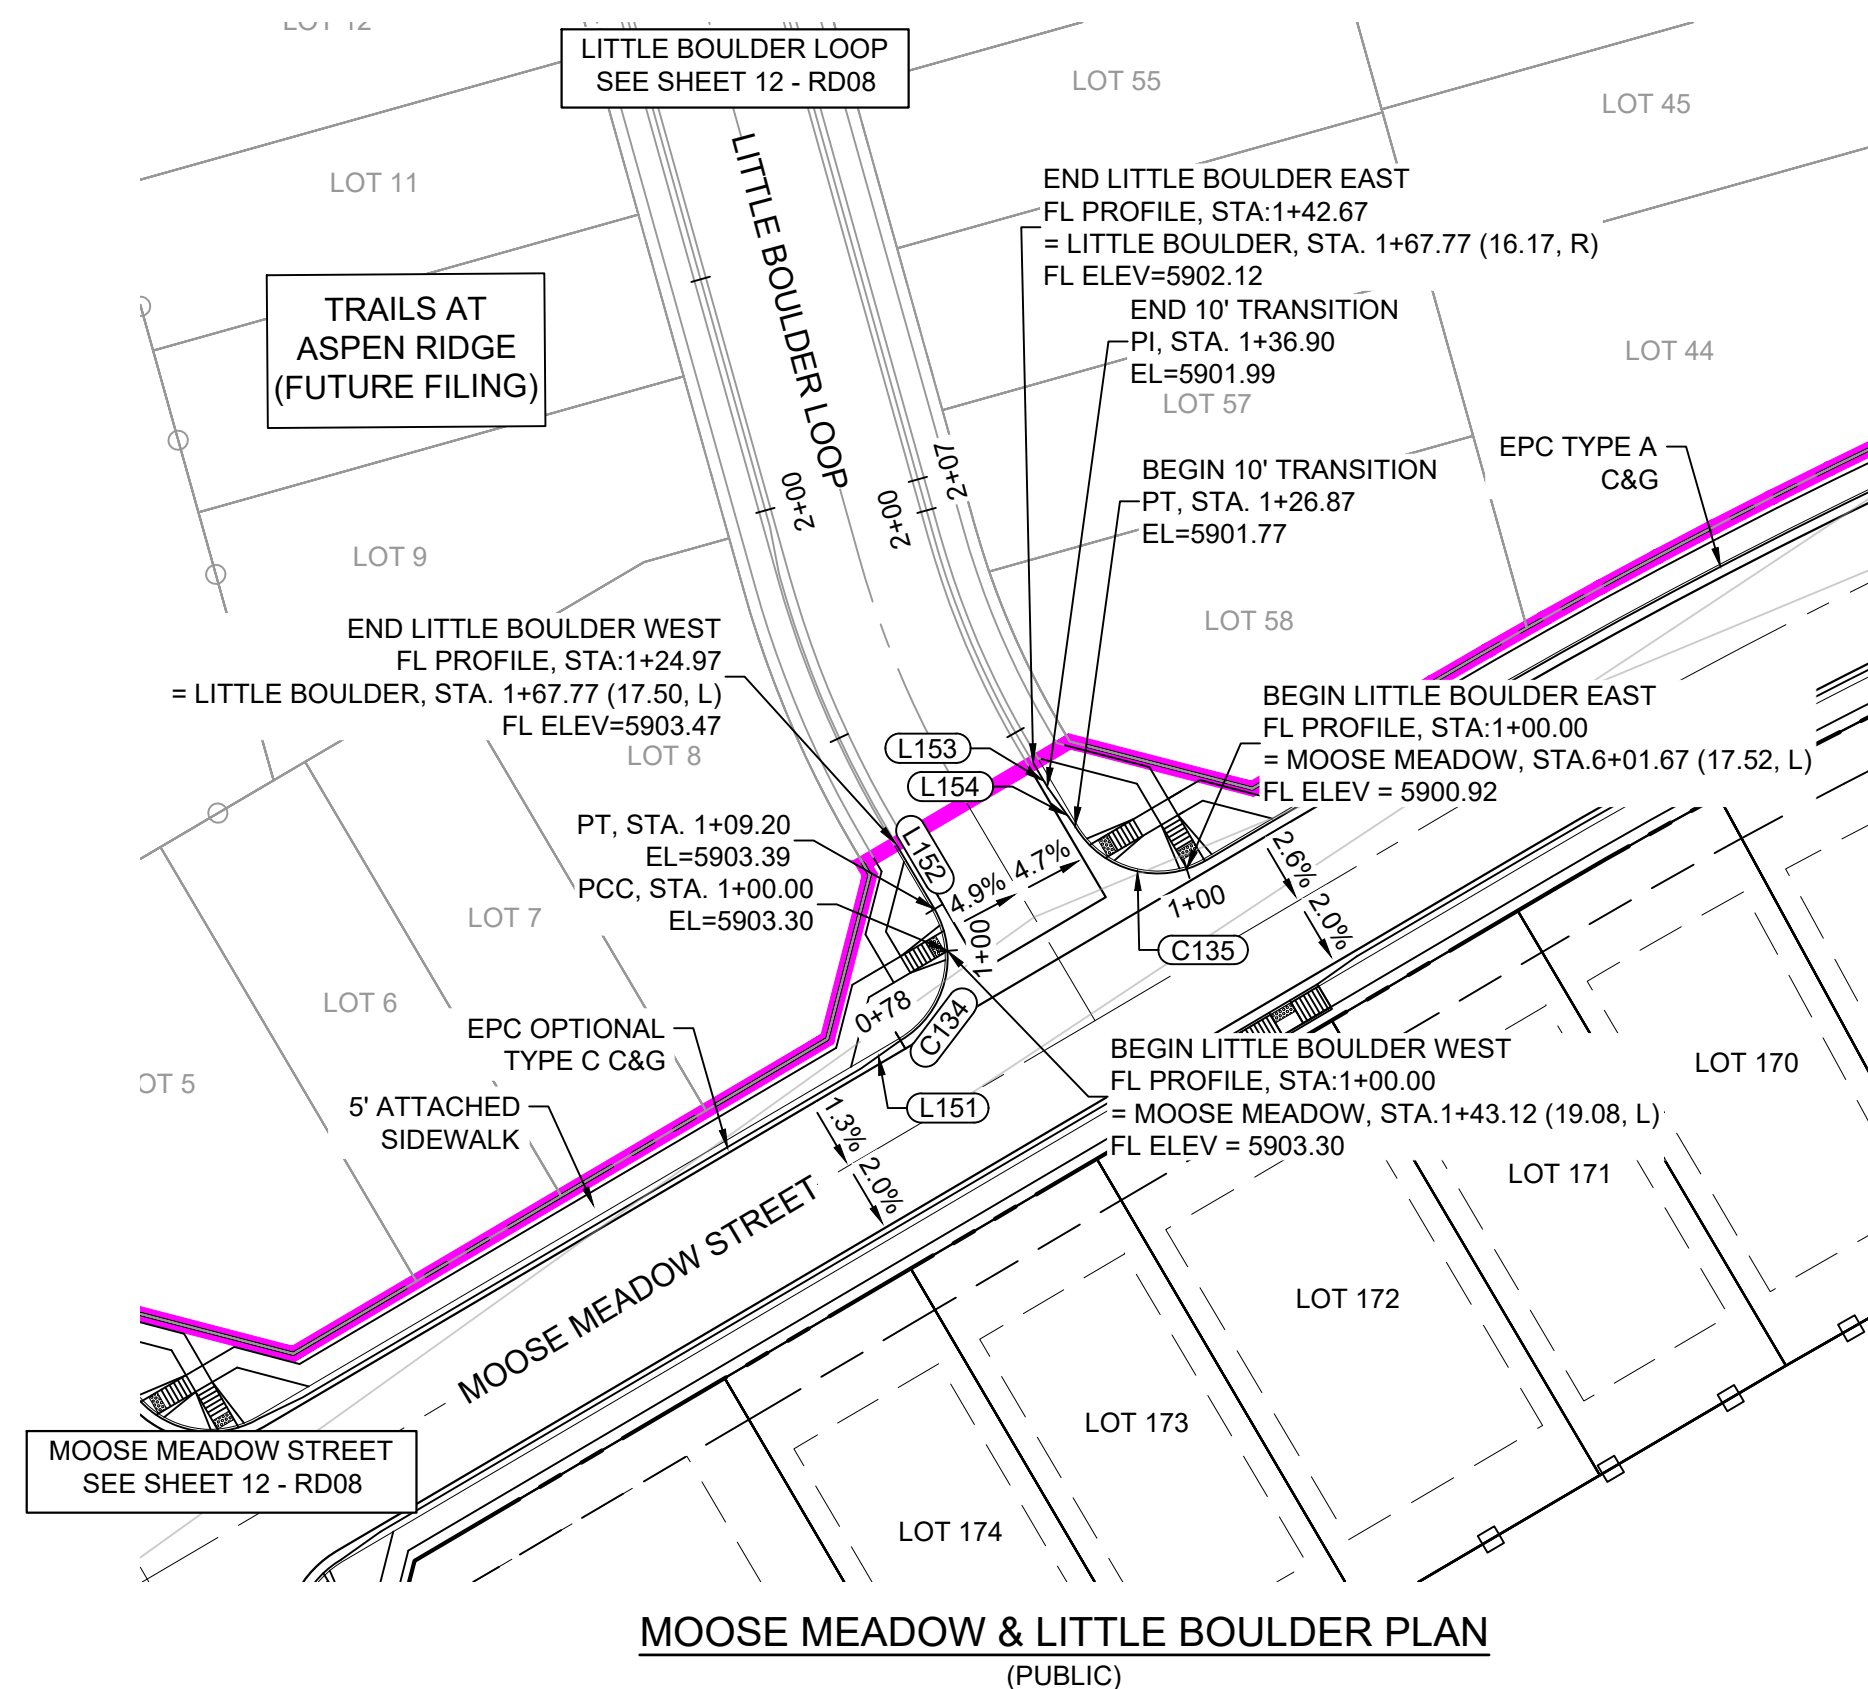 LITTLE BOULDER LOOP
SEE SHEET 12 - RD08
LOT 55
LOT 45
LOT 11
LITTLE BOULDER LOOP
END LITTLE BOULDER EAST
FL PROFILE, STA:1+42.67
= LITTLE BOULDER, STA. 1+67.77 (16.17, R)
FL ELEV=5902.12
TRAILS AT
ASPEN RIDGE
(FUTURE FILING)
END 10' TRANSITION
PI, STA. 1+36.90
EL=5901.99
LOT 44
LOT 57
EPC TYPE A
C&G
BEGIN 10' TRANSITION
PT, STA. 1+26.87
EL=5901.77
2+07
2+00
2+00
LOT 9
LOT 58
END LITTLE BOULDER WEST
FL PROFILE, STA:1+24.97
= LITTLE BOULDER, STA. 1+67.77 (17.50, L)
FL ELEV=5903.47
LOT 8
BEGIN LITTLE BOULDER EAST
FL PROFILE, STA:1+00.00
= MOOSE MEADOW, STA.6+01.67 (17.52, L)
FL ELEV = 5900.92
L153
L154
L152
PT, STA. 1+09.20
EL=5903.39
PCC, STA. 1+00.00
EL=5903.30
4.9%
4.7%
2.6%
2.0%
1+00
1+00
C135
LOT 7
LOT 6
0+78
C134
EPC OPTIONAL
TYPE C C&G
OT 5
5' ATTACHED
SIDEWALK
L151
1.3%
2.0%
BEGIN LITTLE BOULDER WEST
FL PROFILE, STA:1+00.00
= MOOSE MEADOW, STA.1+43.12 (19.08, L)
FL ELEV = 5903.30
LOT 170
LOT 171
MOOSE MEADOW STREET
LOT 172
LOT 173
LOT 174
MOOSE MEADOW STREET
SEE SHEET 12 - RD08
MOOSE MEADOW & LITTLE BOULDER PLAN
(PUBLIC)